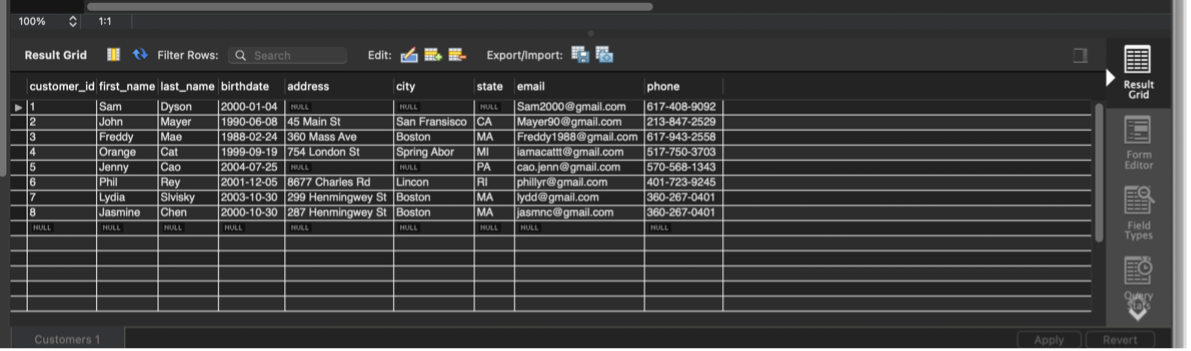 100% 1:1
Result Grid Filter Rows: Search Edit: Export/Import:
customer_id first_name last_name birthdate address city state email phone
1 Sam Dyson 2000-01-04 NULL NULL NULL Sam2000@gmail.com 617-408-9092
2 John Mayer 1990-06-08 45 Main St San Fransisco CA Mayer90@gmail.com 213-847-2529
3 Freddy Mae 1988-02-24 360 Mass Ave Boston MA Freddy1988@gmail.com 617-943-2558
4 Orange Cat 1999-09-19 754 London St Spring Abor MI iamacattt@gmail.com 517-750-3703
5 Jenny Cao 2004-07-25 NULL NULL PA cao.jenn@gmail.com 570-568-1343
6 Phil Rey 2001-12-05 8677 Charles Rd Lincon RI phillyr@gmail.com 401-723-9245
7 Lydia Slvisky 2003-10-30 299 Henmingwey St Boston MA lydd@gmail.com 360-267-0401
8 Jasmine Chen 2000-10-30 287 Henmingwey St Boston MA jasmnc@gmail.com 360-267-0401
NULL NULL NULL NULL NULL NULL NULL NULL NULL
Result
Grid
Form
Editor
Field
Types
Query
Stats
Customers 1 Apply Revert